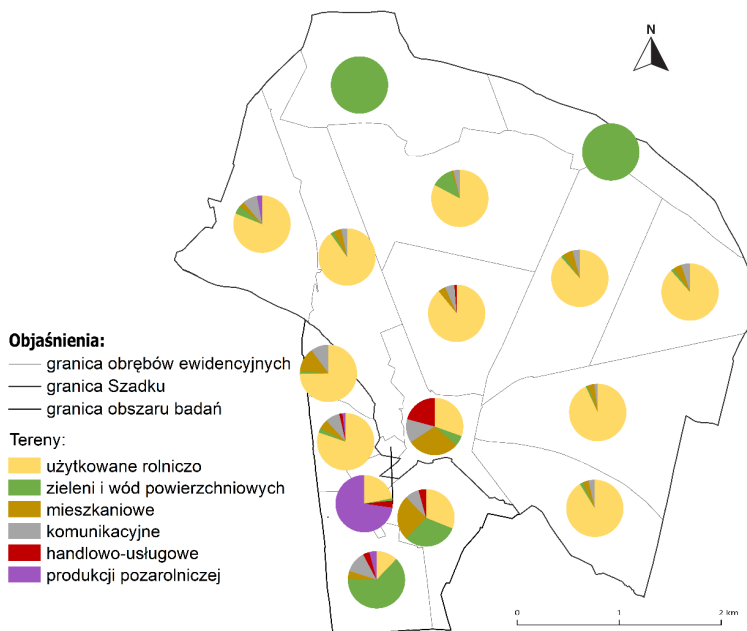 N
Objaśnienia:
granica obrębów ewidencyjnych
granica Szadku
granica obszaru badań
Tereny:
użytkowane rolniczo
zieleni i wód powierzchniowych
mieszkaniowe
komunikacyjne
handlowo-usługowe
produkcji pozarolniczej
0 1 2 km